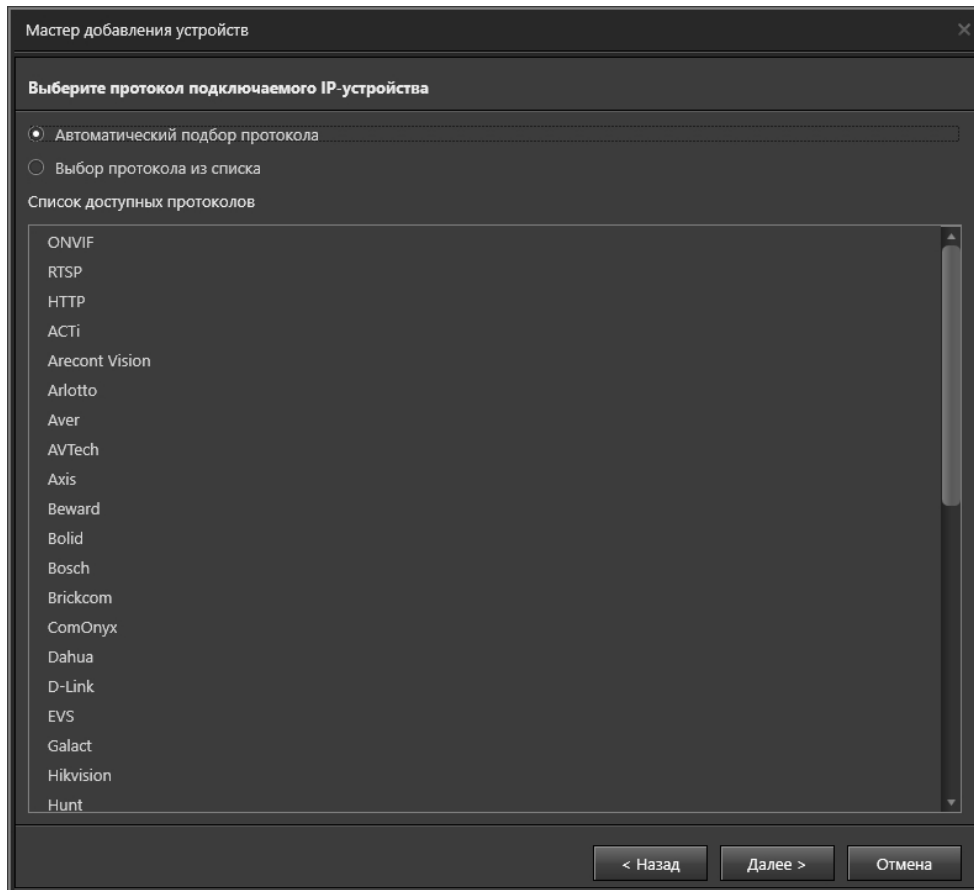 Мастер добавления устройств
Выберите протокол подключаемого IP-устройства
Автоматический подбор протокола
Выбор протокола из списка
Список доступных протоколов
ONVIF
RTSP
HTTP
ACTi
Arecont Vision
Arlotto
Aver
AVTech
Axis
Beward
Bolid
Bosch
Brickcom
ComOnyx
Dahua
D-Link
EVS
Galact
Hikvision
Hunt
< Назад Далее > Отмена